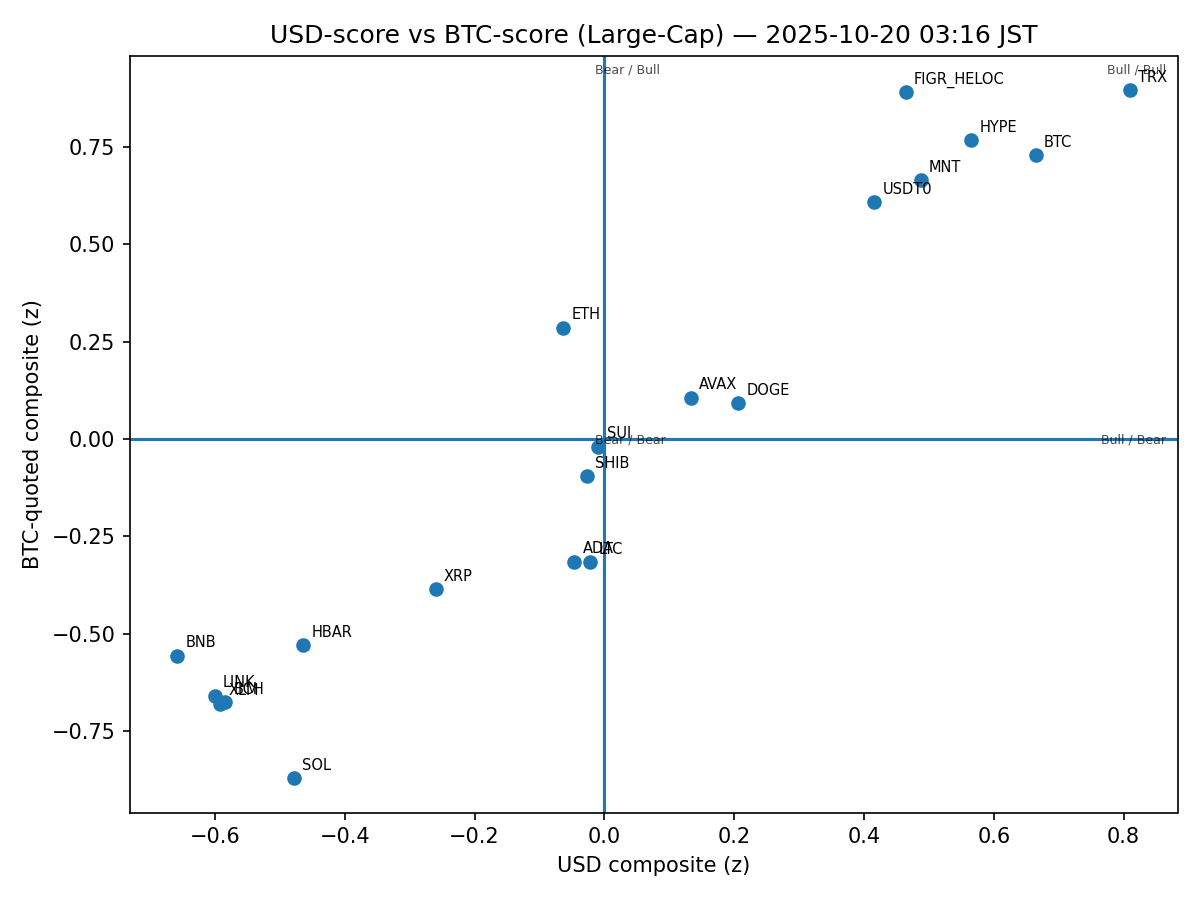 USD-score vs BTC-score (Large-Cap) — 2025-10-20 03:16 JST
Bear / Bull
Bull / Bull
TRX
FIGR_HELOC
HYPE
BTC
MNT
USDT0
ETH
AVAX
DOGE
SUI
Bear / Bear
Bull / Bear
SHIB
ADA
LTC
XRP
HBAR
BNB
LINK
XLM
BCH
SOL
0.75
0.50
0.25
0.00
−0.25
−0.50
−0.75
BTC-quoted composite (z)
−0.6
−0.4
−0.2
0.0
0.2
0.4
0.6
0.8
USD composite (z)